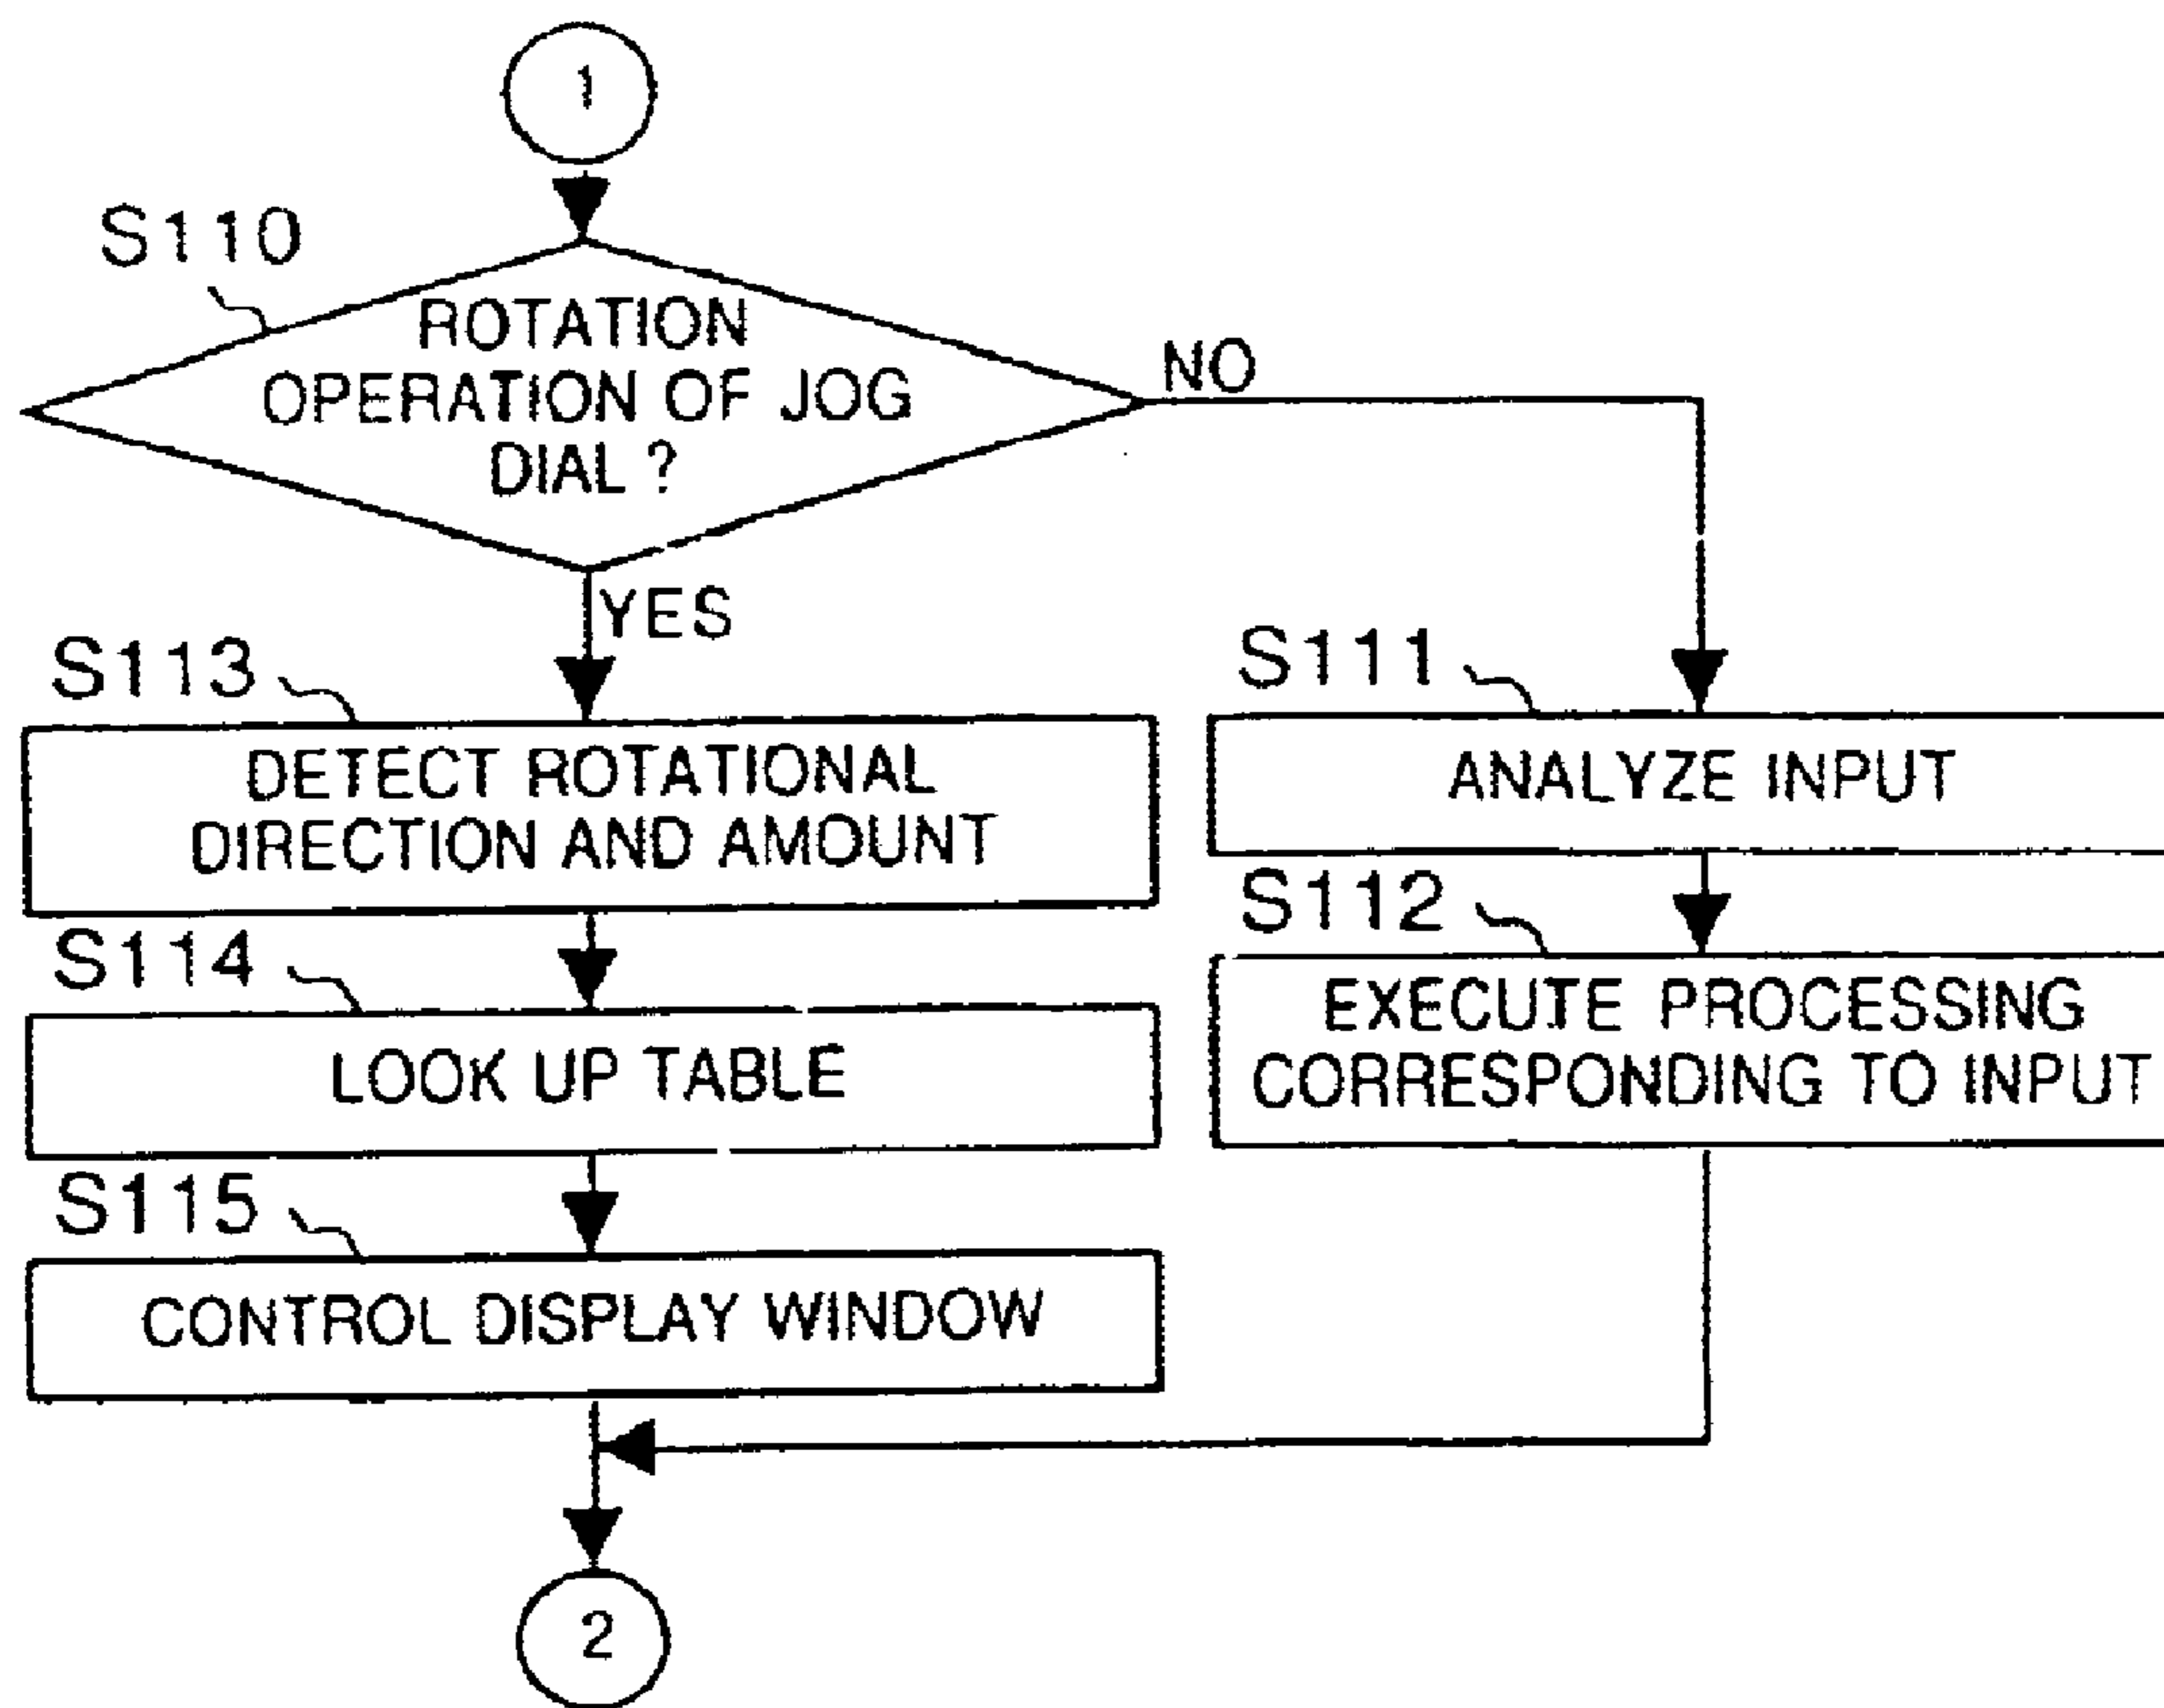 1
S110
ROTATION
OPERATION OF JOG
DIAL ?
NO
YES
S113
DETECT ROTATIONAL
DIRECTION AND AMOUNT
S111
ANALYZE INPUT
S112
EXECUTE PROCESSING
CORRESPONDING TO INPUT
S114
LOOK UP TABLE
S115
CONTROL DISPLAY WINDOW
2